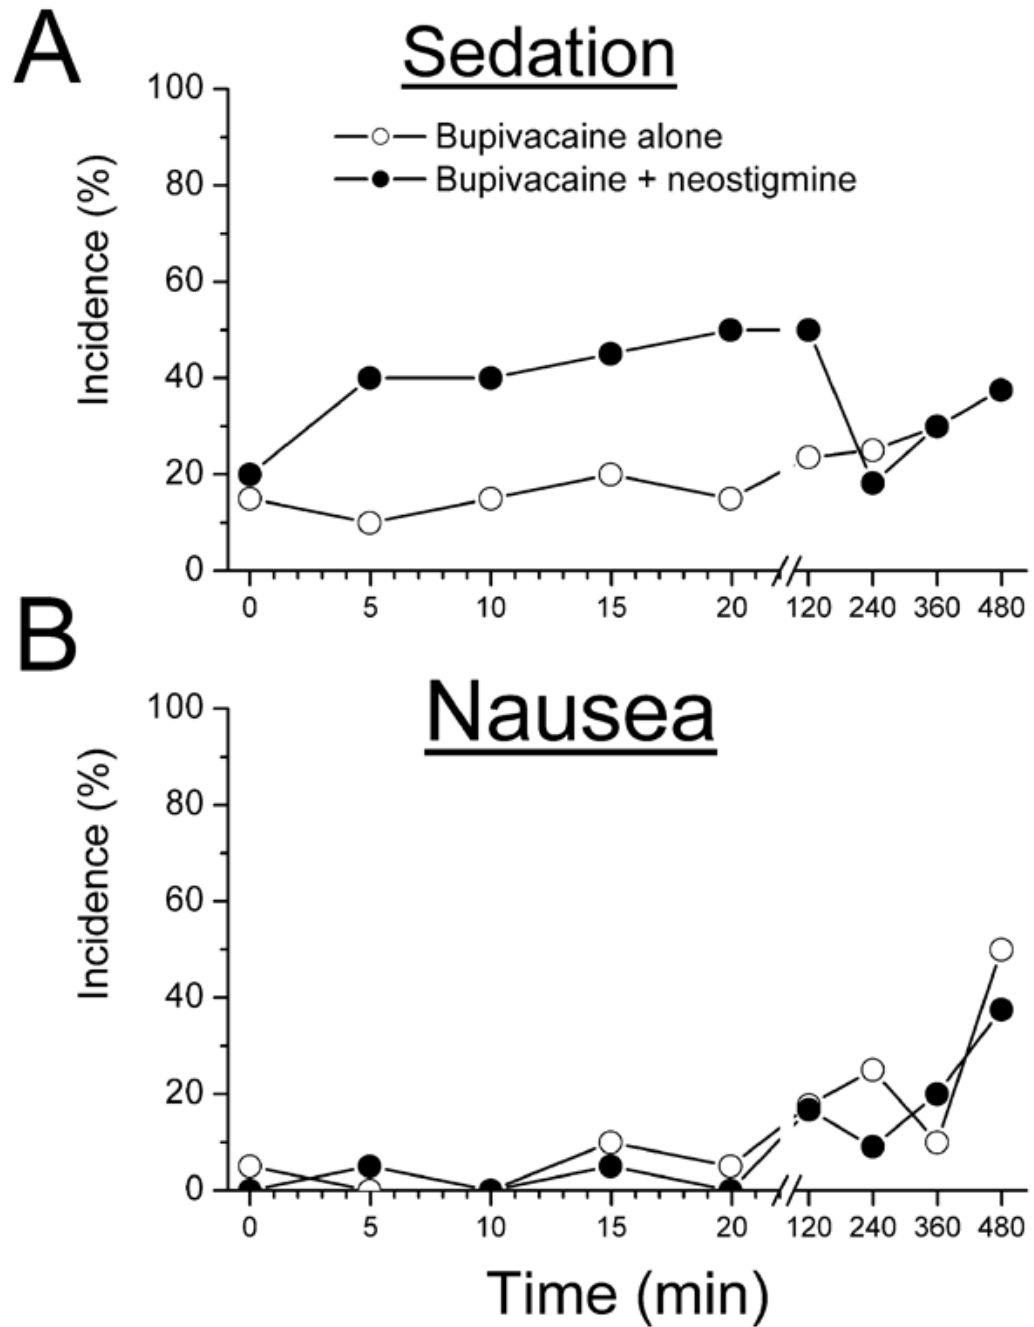 A
Sedation
100
Bupivacaine alone
Bupivacaine + neostigmine
80
60
40
20
0
Incidence (%)
0 5 10 15 20 120 240 360 480
B
Nausea
100
80
60
40
20
0
Incidence (%)
0 5 10 15 20 120 240 360 480
Time (min)